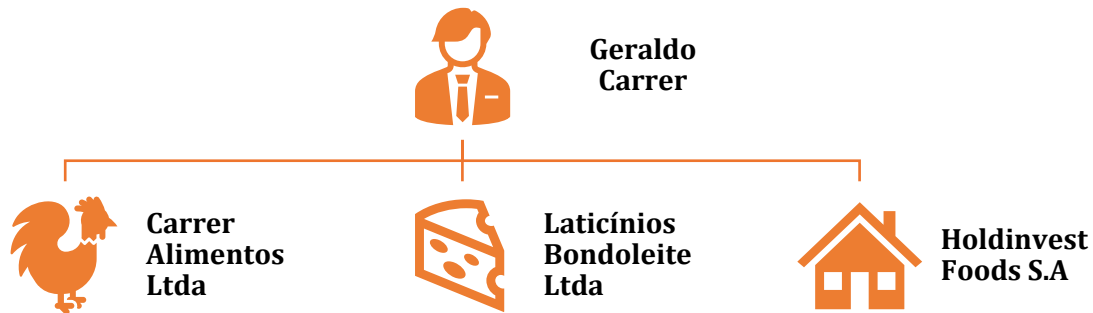 Geraldo
Carrer
Carrer
Alimentos
Ltda
Laticínios
Bondoleite
Ltda
Holdinvest
Foods S.A